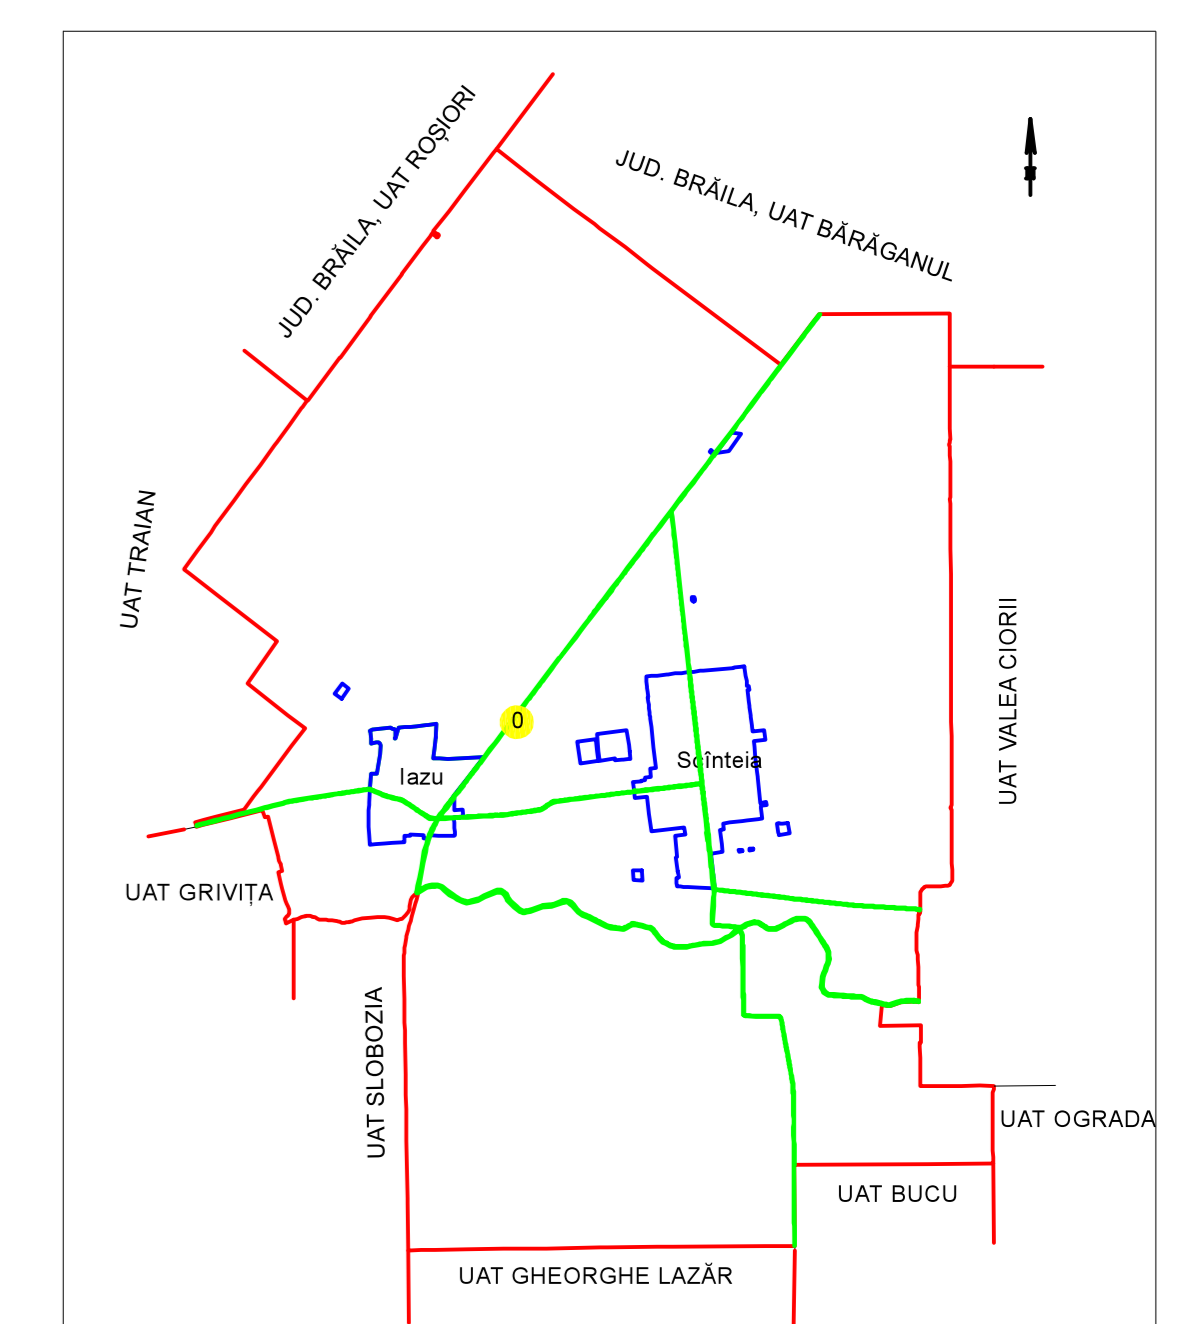 JUD. BRĂILA, UAT ROȘIORI
JUD. BRĂILA, UAT BĂRĂGANUL
UAT TRAIAN
UAT VALEA CIORII
0
Scînteia
Iazu
UAT GRIVIȚA
UAT SLOBOZIA
UAT OGRADA
UAT BUCU
UAT GHEORGHE LAZĂR